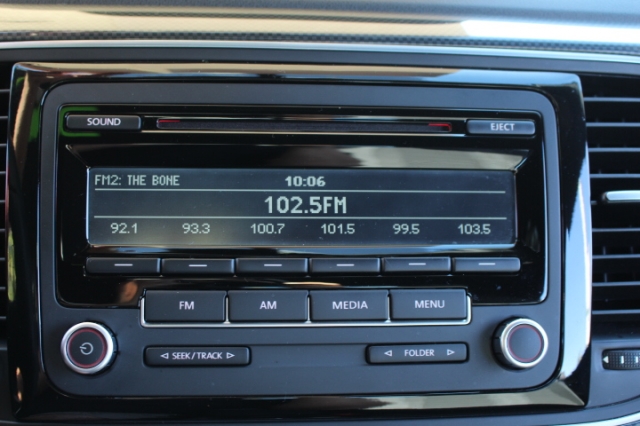 SOUND EJECT
FM2: THE BONE 10:06
102.5FM
92.1 93.3 100.7 101.5 99.5 103.5
FM AM MEDIA MENU
◁ SEEK/TRACK ▷ ◁ FOLDER ▷